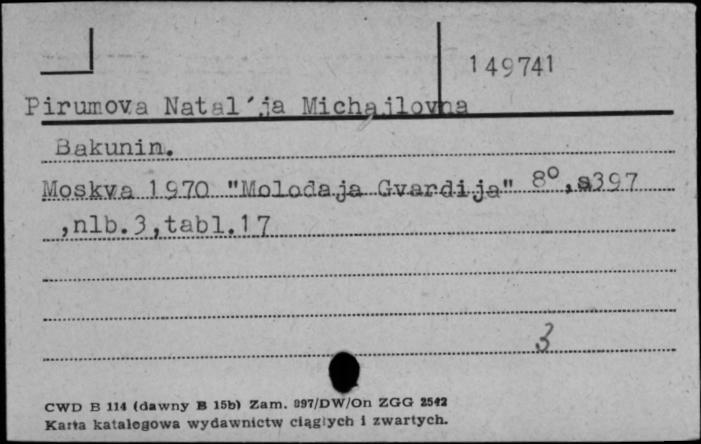 149741
Pirumova Natal'ja Michajlovna
Bakunin.
Moskva 1970 "Molodaja Gvardija" 8°,s397
,nlb.3,tabl.17
3
CWD B 114 (dawny B 15b) Zam. 897/DW/On ZGG 2542
Karta katalogowa wydawnictw ciągłych i zwartych.